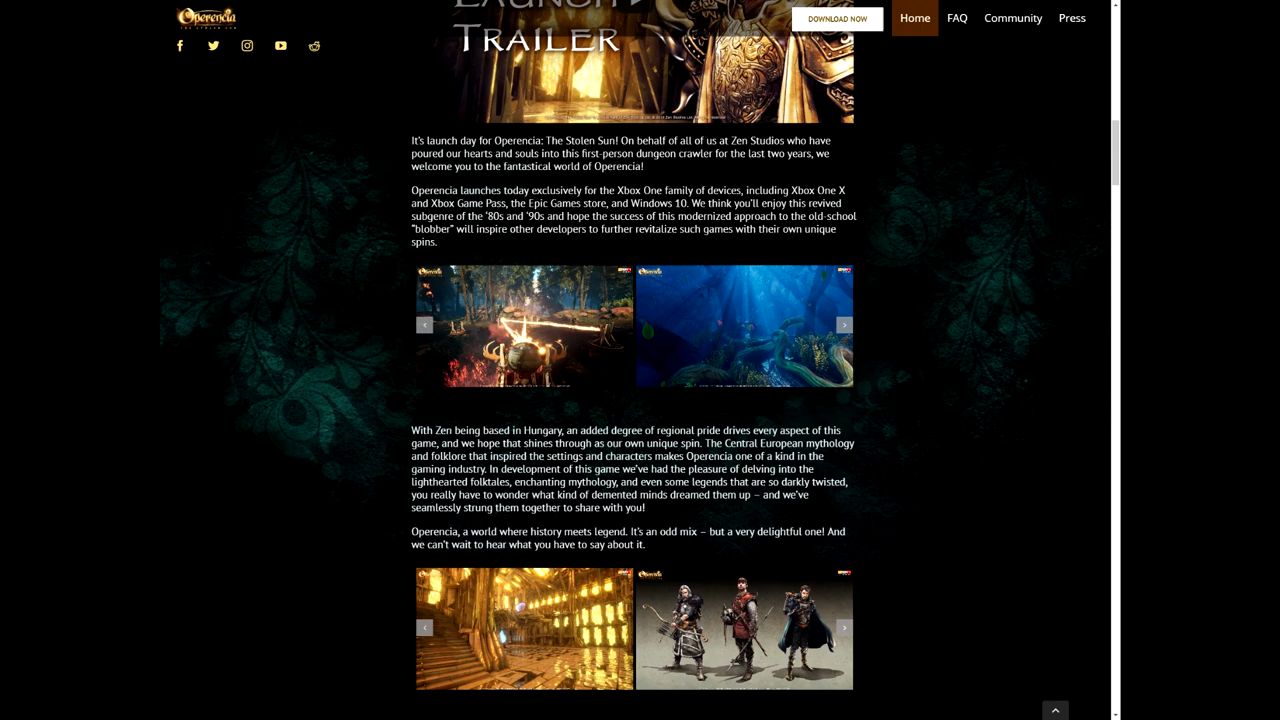 Operencia
THE STOLEN SUN
DOWNLOAD NOW
Home
FAQ
Community
Press
LAUNCH
TRAILER
It's launch day for Operencia: The Stolen Sun! On behalf of all of us at Zen Studios who have
poured our hearts and souls into this first-person dungeon crawler for the last two years, we
welcome you to the fantastical world of Operencia!
Operencia launches today exclusively for the Xbox One family of devices, including Xbox One X
and Xbox Game Pass, the Epic Games store, and Windows 10. We think you'll enjoy this revived
subgenre of the ‘80s and ‘90s and hope the success of this modernized approach to the old-school
“blobber” will inspire other developers to further revitalize such games with their own unique
spins.
Operencia
Operencia
With Zen being based in Hungary, an added degree of regional pride drives every aspect of this
game, and we hope that shines through as our own unique spin. The Central European mythology
and folklore that inspired the settings and characters makes Operencia one of a kind in the
gaming industry. In development of this game we've had the pleasure of delving into the
lighthearted folktales, enchanting mythology, and even some legends that are so darkly twisted,
you really have to wonder what kind of demented minds dreamed them up – and we've
seamlessly strung them together to share with you!
Operencia, a world where history meets legend. It's an odd mix – but a very delightful one! And
we can't wait to hear what you have to say about it.
Operencia
Operencia